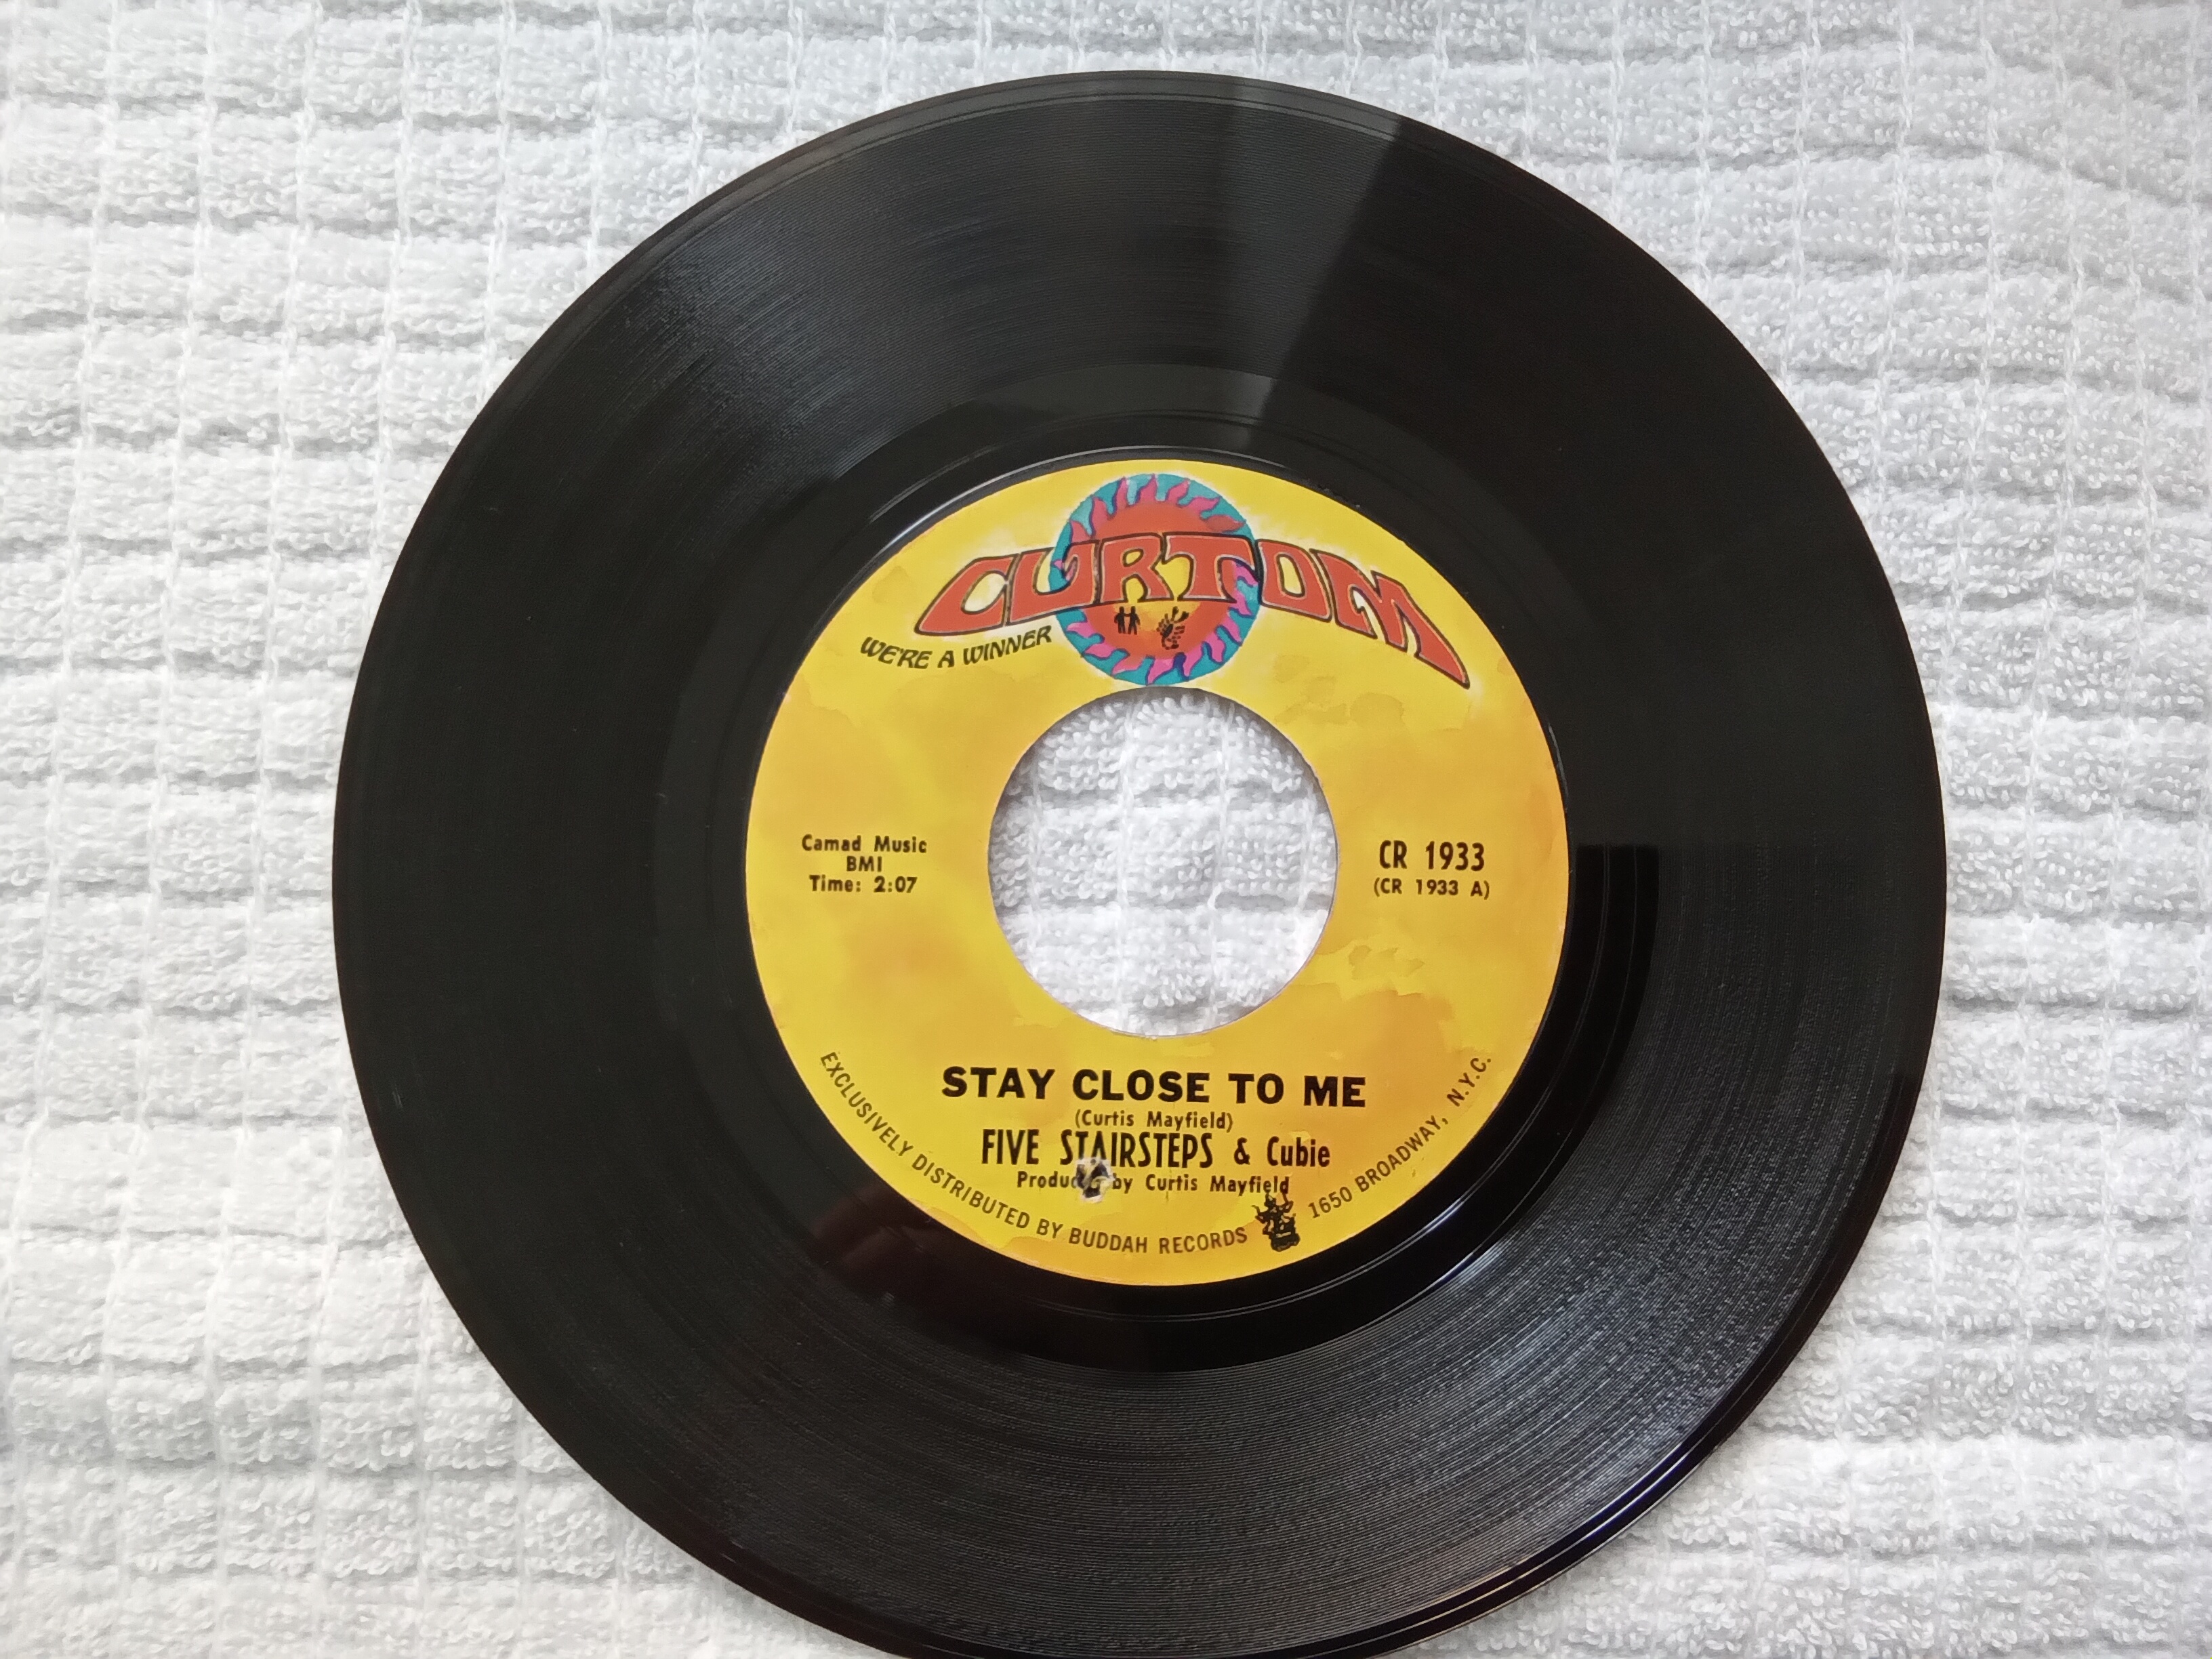 CURTOM
WE'RE A WINNER
Camad Music
BMI
Time: 2:07
CR 1933
(CR 1933 A)
STAY CLOSE TO ME
(Curtis Mayfield)
FIVE STAIRSTEPS & Cubie
by Curtis Mayfield
EXCLUSIVELY DISTRIBUTED BY BUDDAH RECORDS 1650 BROADWAY, N.Y.C.